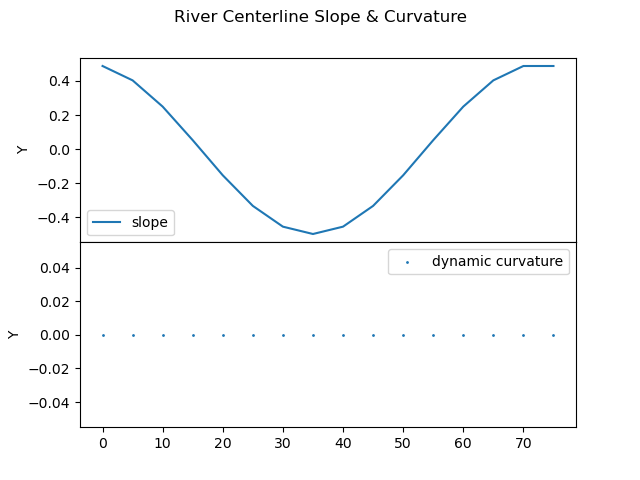 River Centerline Slope & Curvature
0.4
0.2
0.0
−0.2
−0.4
Y
slope
dynamic curvature
0.04
0.02
0.00
−0.02
−0.04
Y
0 10 20 30 40 50 60 70